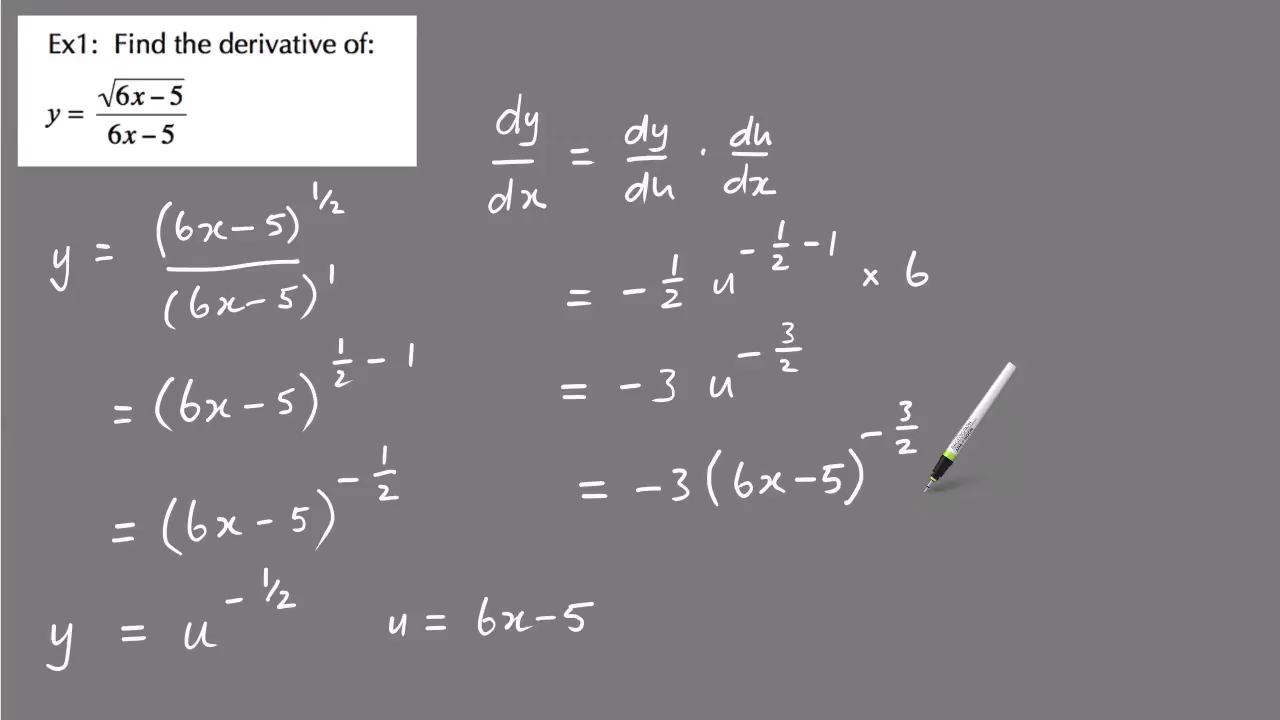 Ex1: Find the derivative of:
y = √(6x – 5) / (6x – 5)
y = (6x – 5)^(1/2) / (6x – 5)^1
= (6x – 5)^(1/2 – 1)
= (6x – 5)^(– 1/2)
y = u^(– 1/2)   u = 6x – 5
dy/dx = dy/du · du/dx
= – 1/2 u^(– 1/2 – 1) × 6
= – 3 u^(– 3/2)
= – 3 (6x – 5)^(– 3/2)